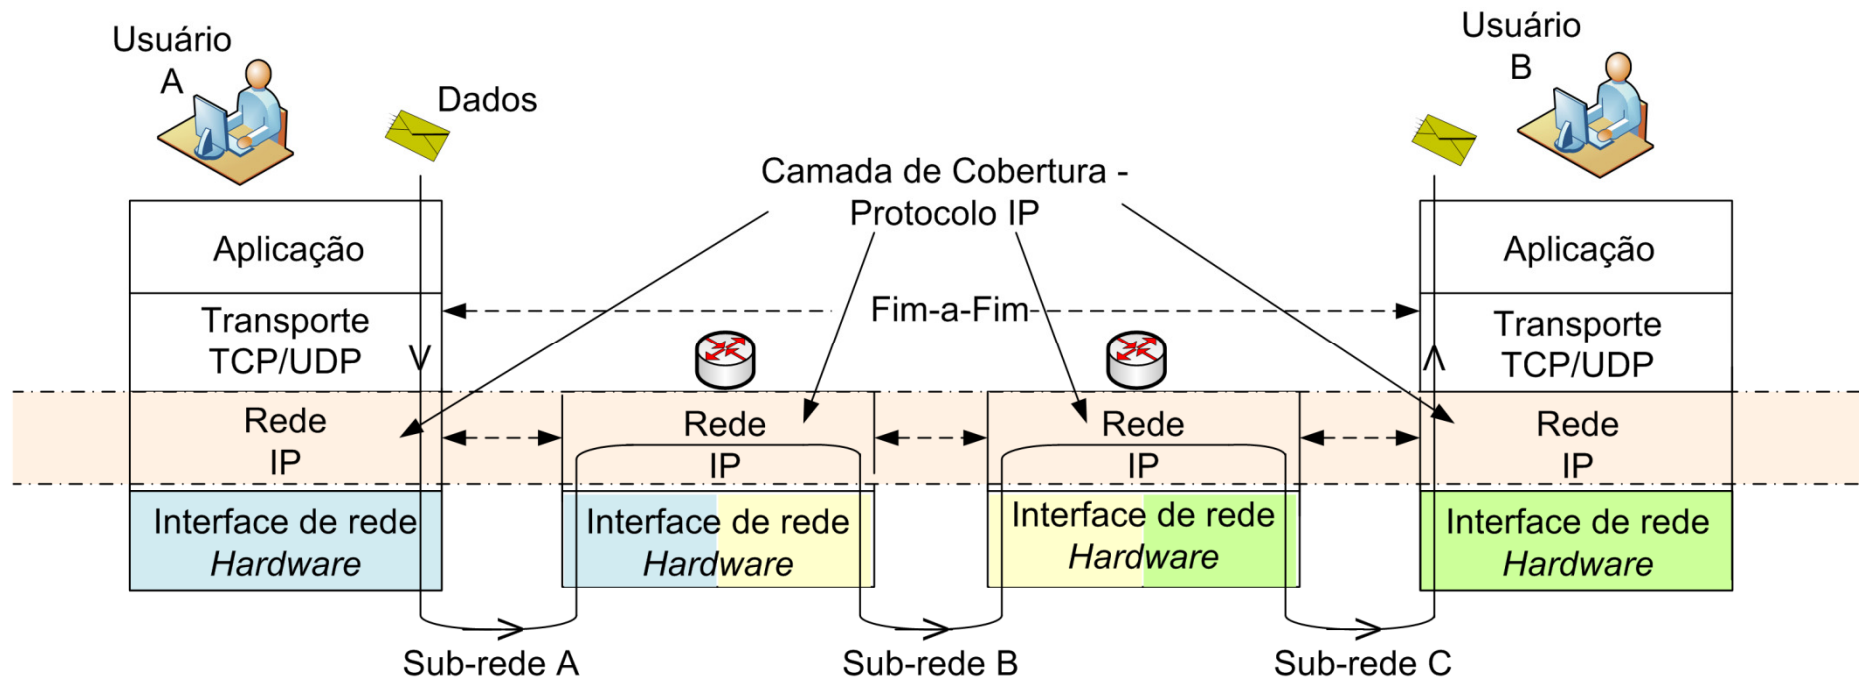 Usuário
A
Dados
Usuário
B
Camada de Cobertura -
Protocolo IP
Aplicação
Aplicação
Transporte
TCP/UDP
Fim-a-Fim
Transporte
TCP/UDP
Rede
IP
Rede
IP
Rede
IP
Rede
IP
Interface de rede
Hardware
Interface de rede
Hardware
Interface de rede
Hardware
Interface de rede
Hardware
Sub-rede A
Sub-rede B
Sub-rede C